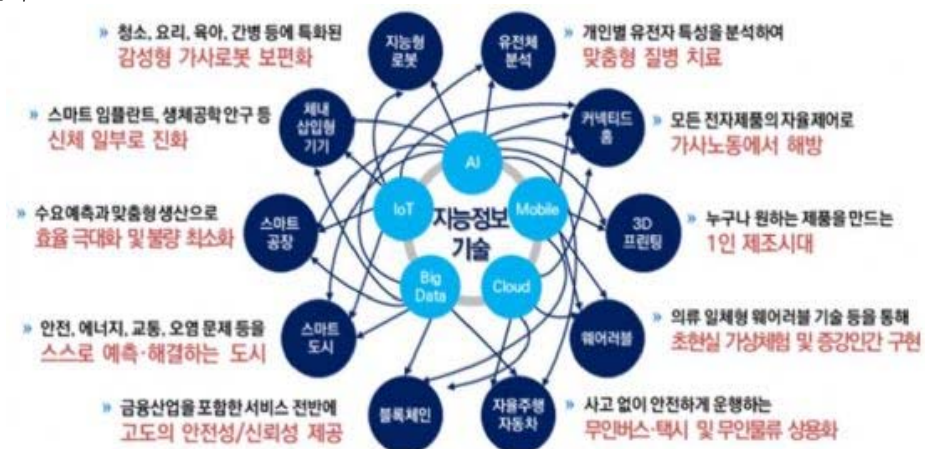 » 청소, 요리, 육아, 간병 등에 특화된
감성형 가사로봇 보편화
지능형
로봇
유전체
분석
» 개인별 유전자 특성을 분석하여
맞춤형 질병 치료
» 스마트 임플란트, 생체공학 안구 등
신체 일부로 진화
체내
삽입형
기기
커넥티드
홈
» 모든 전자제품의 자율제어로
가사노동에서 해방
AI
IoT
Mobile
지능정보
기술
Big
Data
Cloud
» 수요예측과 맞춤형 생산으로
효율 극대화 및 불량 최소화
스마트
공장
3D
프린팅
» 누구나 원하는 제품을 만드는
1인 제조시대
» 안전, 에너지, 교통, 오염 문제 등을
스스로 예측·해결하는 도시
스마트
도시
웨어러블
» 의류 일체형 웨어러블 기술 등을 통해
초현실 가상체험 및 증강인간 구현
» 금융산업을 포함한 서비스 전반에
고도의 안전성/신뢰성 제공
블록체인
자율주행
자동차
» 사고 없이 안전하게 운행하는
무인버스·택시 및 무인물류 상용화